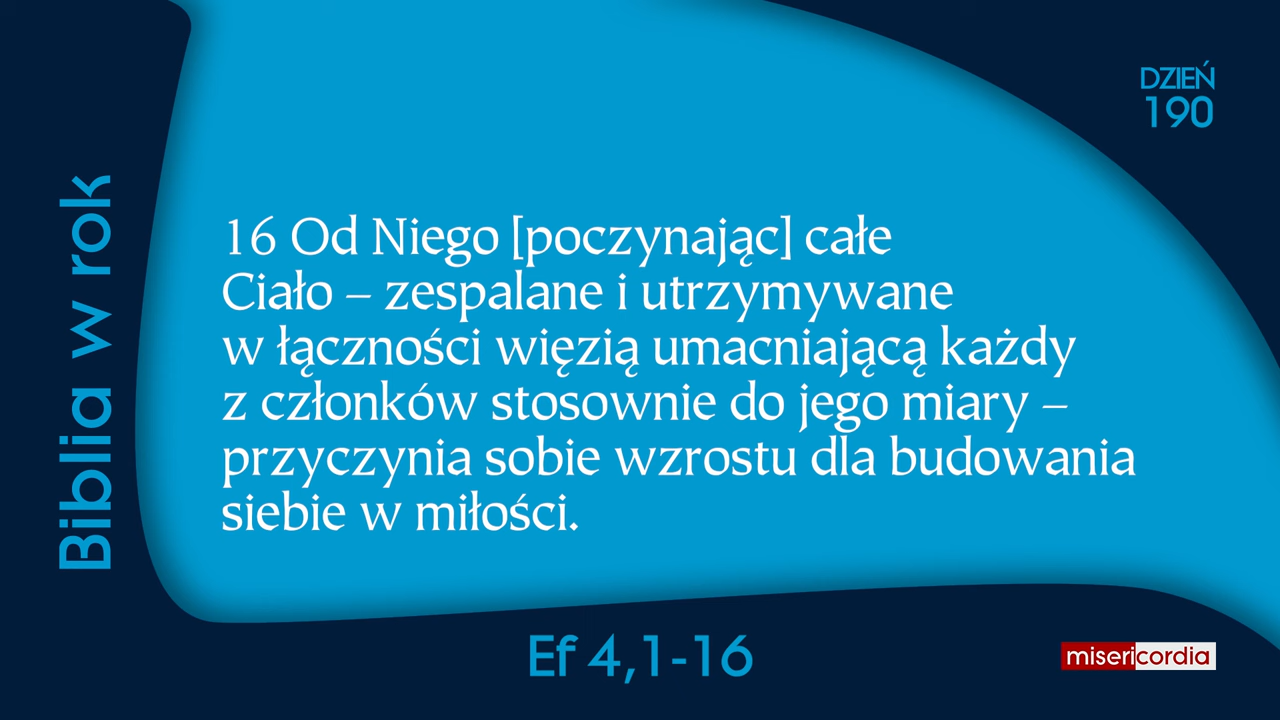 DZIEŃ
190
Biblia w rok
16 Od Niego [poczynając] całe
Ciało – zespalane i utrzymywane
w łączności więzią umacniającą każdy
z członków stosownie do jego miary –
przyczynia sobie wzrostu dla budowania
siebie w miłości.
Ef 4,1-16
misericordia